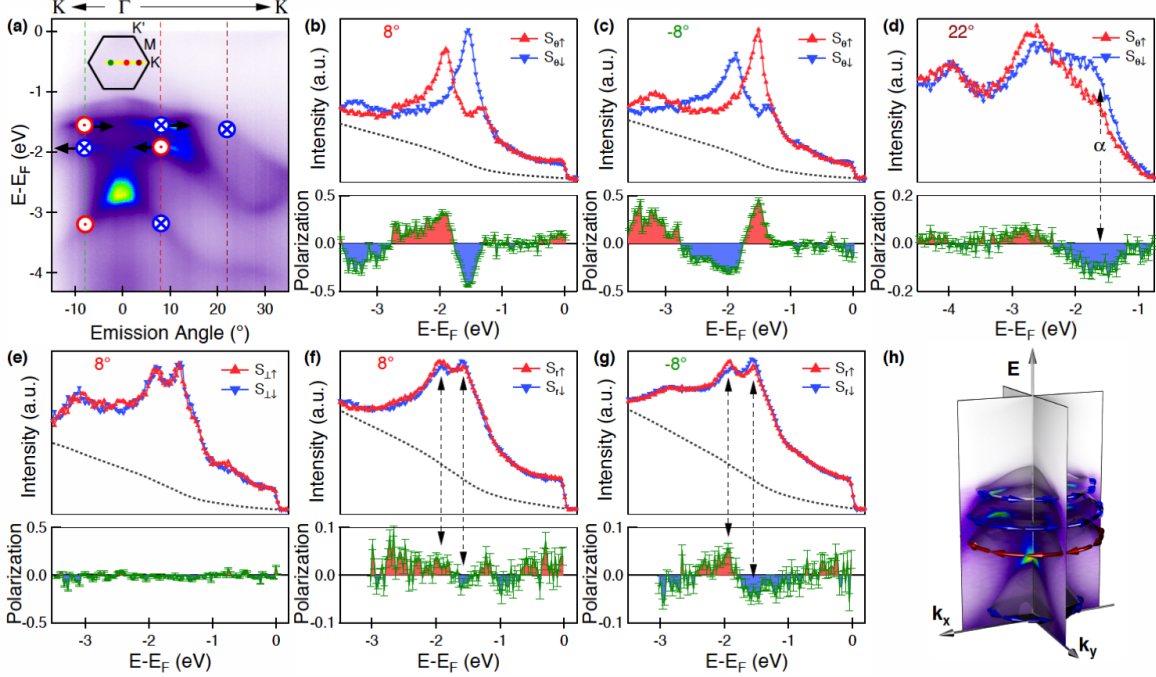 K Γ K
(a)
K'
M
K
0
-1
-2
-3
-4
E-E_F (eV)
-10 0 10 20 30
Emission Angle (°)
(b)
8°
S_θ↑
S_θ↓
Intensity (a.u.)
0.5
0.0
-0.5
Polarization
-3 -2 -1 0
E-E_F (eV)
(c)
-8°
S_θ↑
S_θ↓
Intensity (a.u.)
0.5
0.0
-0.5
Polarization
-3 -2 -1 0
E-E_F (eV)
(d)
22°
S_θ↑
S_θ↓
α
Intensity (a.u.)
0.2
0.0
-0.2
Polarization
-4 -3 -2 -1
E-E_F (eV)
(e)
8°
S_⊥↑
S_⊥↓
Intensity (a.u.)
0.5
0.0
-0.5
Polarization
-3 -2 -1 0
E-E_F (eV)
(f)
8°
S_r↑
S_r↓
Intensity (a.u.)
0.1
0.0
-0.1
Polarization
-3 -2 -1 0
E-E_F (eV)
(g)
-8°
S_r↑
S_r↓
Intensity (a.u.)
0.1
0.0
-0.1
Polarization
-3 -2 -1 0
E-E_F (eV)
(h)
E
k_x
k_y